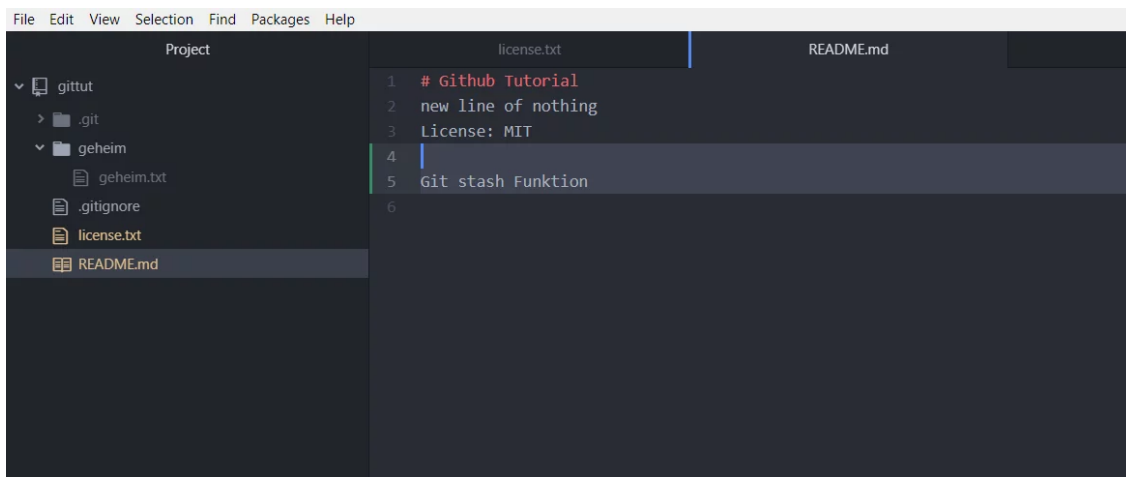 File Edit View Selection Find Packages Help
Project
gittut
.git
geheim
geheim.txt
.gitignore
license.txt
README.md
license.txt README.md
1 # Github Tutorial
2 new line of nothing
3 License: MIT
4
5 Git stash Funktion
6